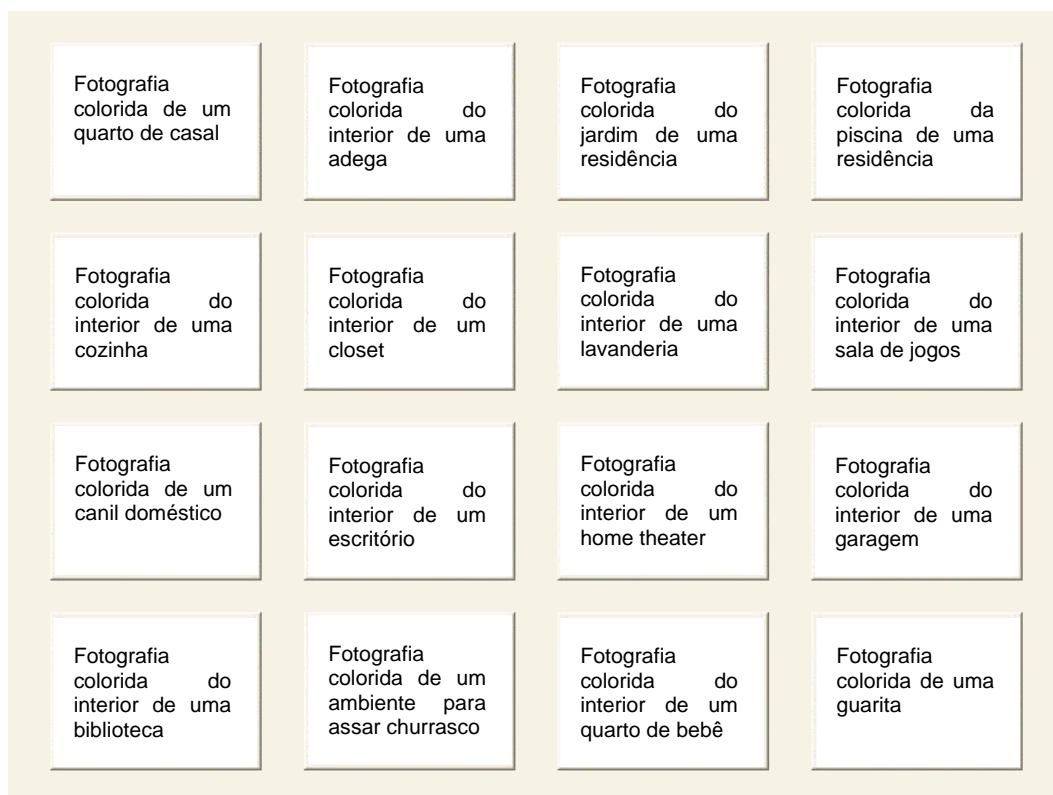 Fotografia
colorida de um
quarto de casal
Fotografia
colorida do
interior de uma
adega
Fotografia
colorida do
jardim de uma
residência
Fotografia
colorida da
piscina de uma
residência
Fotografia
colorida do
interior de uma
cozinha
Fotografia
colorida do
interior de um
closet
Fotografia
colorida do
interior de uma
lavanderia
Fotografia
colorida do
interior de uma
sala de jogos
Fotografia
colorida de um
canil doméstico
Fotografia
colorida do
interior de um
escritório
Fotografia
colorida do
interior de um
home theater
Fotografia
colorida do
interior de uma
garagem
Fotografia
colorida do
interior de uma
biblioteca
Fotografia
colorida de um
ambiente para
assar churrasco
Fotografia
colorida do
interior de um
quarto de bebê
Fotografia
colorida de uma
guarita